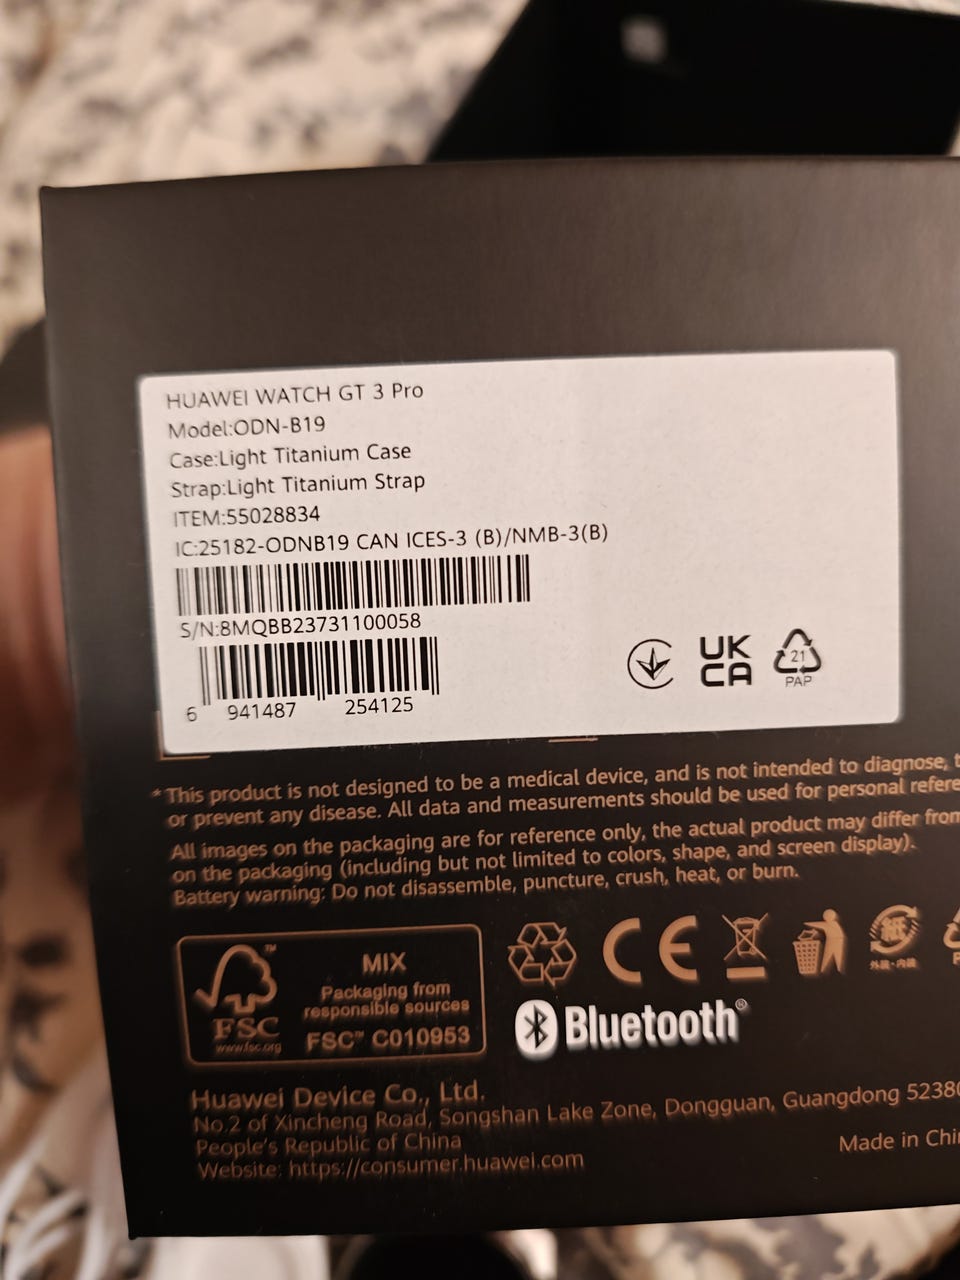 HUAWEI WATCH GT 3 Pro
Model:ODN-B19
Case:Light Titanium Case
Strap:Light Titanium Strap
ITEM:55028834
IC:25182-ODNB19 CAN ICES-3 (B)/NMB-3(B)
S/N:8MQBB23731100058
6 941487 254125
UK
CA
21
PAP
* This product is not designed to be a medical device, and is not intended to diagnose,
or prevent any disease. All data and measurements should be used for personal
All images on the packaging are for reference only, the actual product may differ from
on the packaging (including but not limited to colors, shape, and screen display).
Battery warning: Do not disassemble, puncture, crush, heat, or burn.
FSC™
www.fsc.org
MIX
Packaging from
responsible sources
FSC™ C010953
CE
紙
外箱・内箱
Bluetooth®
Huawei Device Co., Ltd.
No.2 of Xincheng Road, Songshan Lake Zone, Dongguan, Guangdong
People's Republic of China
Website: https://consumer.huawei.com
Made in